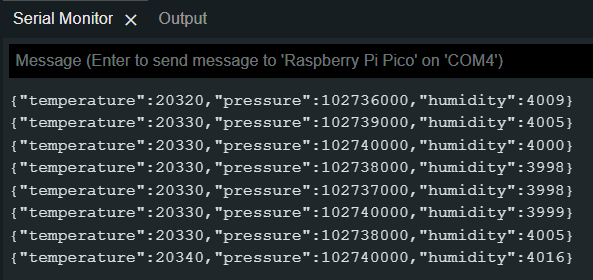 Serial Monitor × Output
Message (Enter to send message to 'Raspberry Pi Pico' on 'COM4')
{"temperature":20320,"pressure":102736000,"humidity":4009}
{"temperature":20330,"pressure":102739000,"humidity":4005}
{"temperature":20330,"pressure":102740000,"humidity":4000}
{"temperature":20330,"pressure":102738000,"humidity":3998}
{"temperature":20330,"pressure":102737000,"humidity":3998}
{"temperature":20330,"pressure":102740000,"humidity":3999}
{"temperature":20330,"pressure":102738000,"humidity":4005}
{"temperature":20340,"pressure":102740000,"humidity":4016}